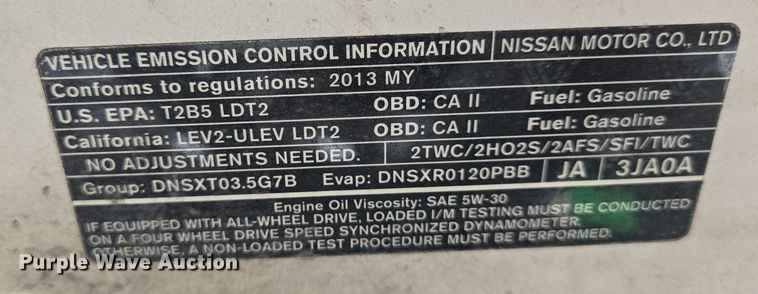 VEHICLE EMISSION CONTROL INFORMATION NISSAN MOTOR CO., LTD
Conforms to regulations: 2013 MY
U.S. EPA: T2B5 LDT2 OBD: CA II Fuel: Gasoline
California: LEV2-ULEV LDT2 OBD: CA II Fuel: Gasoline
NO ADJUSTMENTS NEEDED. 2TWC/2HO2S/2AFS/SFI/TWC
Group: DNSXT03.5G7B Evap: DNSXR0120PBB JA 3JA0A
Engine Oil Viscosity: SAE 5W-30
IF EQUIPPED WITH ALL-WHEEL DRIVE, LOADED I/M TESTING MUST BE CONDUCTED
ON A FOUR WHEEL DRIVE SPEED SYNCHRONIZED DYNAMOMETER.
OTHERWISE, A NON-LOADED TEST PROCEDURE MUST BE PERFORMED.
Purple Wave Auction